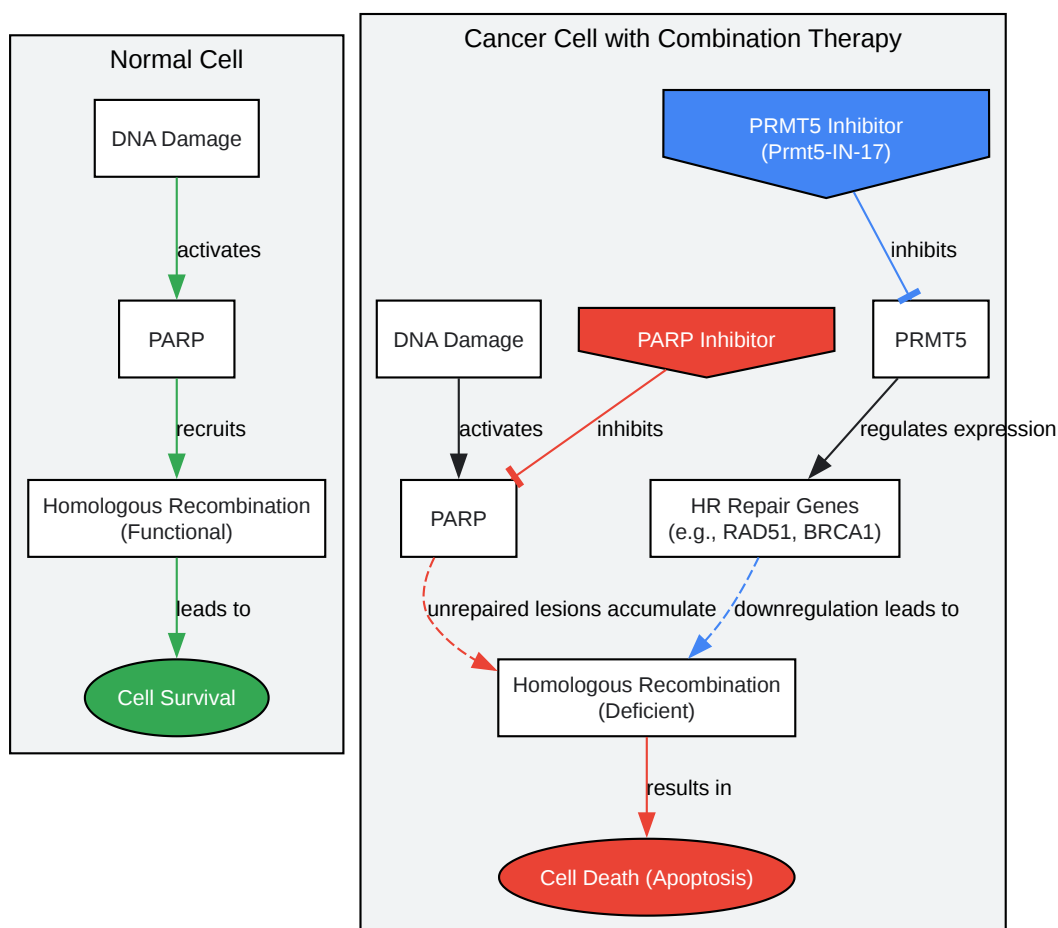 Normal Cell
DNA Damage
activates
PARP
recruits
Homologous Recombination
(Functional)
leads to
Cell Survival
Cancer Cell with Combination Therapy
PRMT5 Inhibitor
(Prmt5-IN-17)
inhibits
DNA Damage
PARP Inhibitor
PRMT5
activates
inhibits
regulates expression
PARP
HR Repair Genes
(e.g., RAD51, BRCA1)
unrepaired lesions accumulate
downregulation leads to
Homologous Recombination
(Deficient)
results in
Cell Death (Apoptosis)